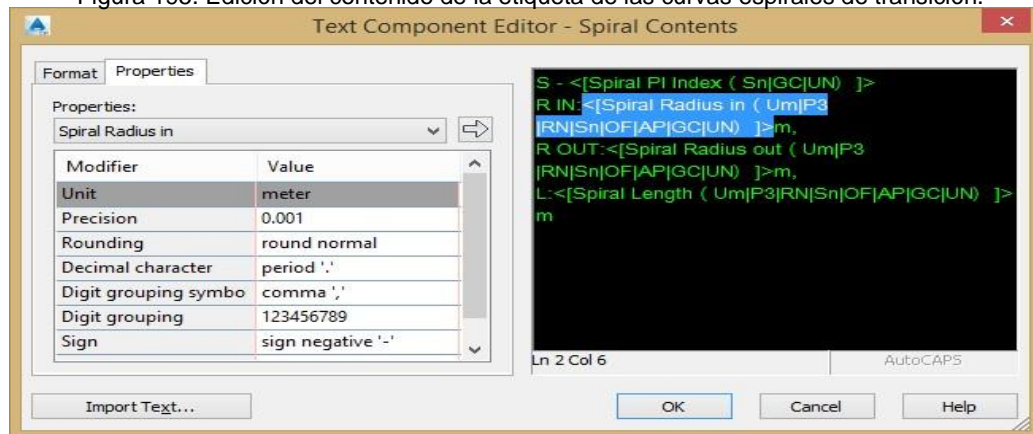 Figura 193. Edición del contenido de la etiqueta de las curvas espirales de transición.
Text Component Editor - Spiral Contents
Format Properties
Properties:
Spiral Radius in
Modifier Value
Unit meter
Precision 0.001
Rounding round normal
Decimal character period '.'
Digit grouping symbo comma ','
Digit grouping 123456789
Sign sign negative '-'
S - <[Spiral PI Index ( Sn|GC|UN) ]>
R IN:<[Spiral Radius in ( Um|P3
|RN|Sn|OF|AP|GC|UN) ]>m,
R OUT:<[Spiral Radius out ( Um|P3
|RN|Sn|OF|AP|GC|UN) ]>m,
L:<[Spiral Length ( Um|P3|RN|Sn|OF|AP|GC|UN) ]>
m
Ln 2 Col 6 AutoCAPS
Import Text... OK Cancel Help